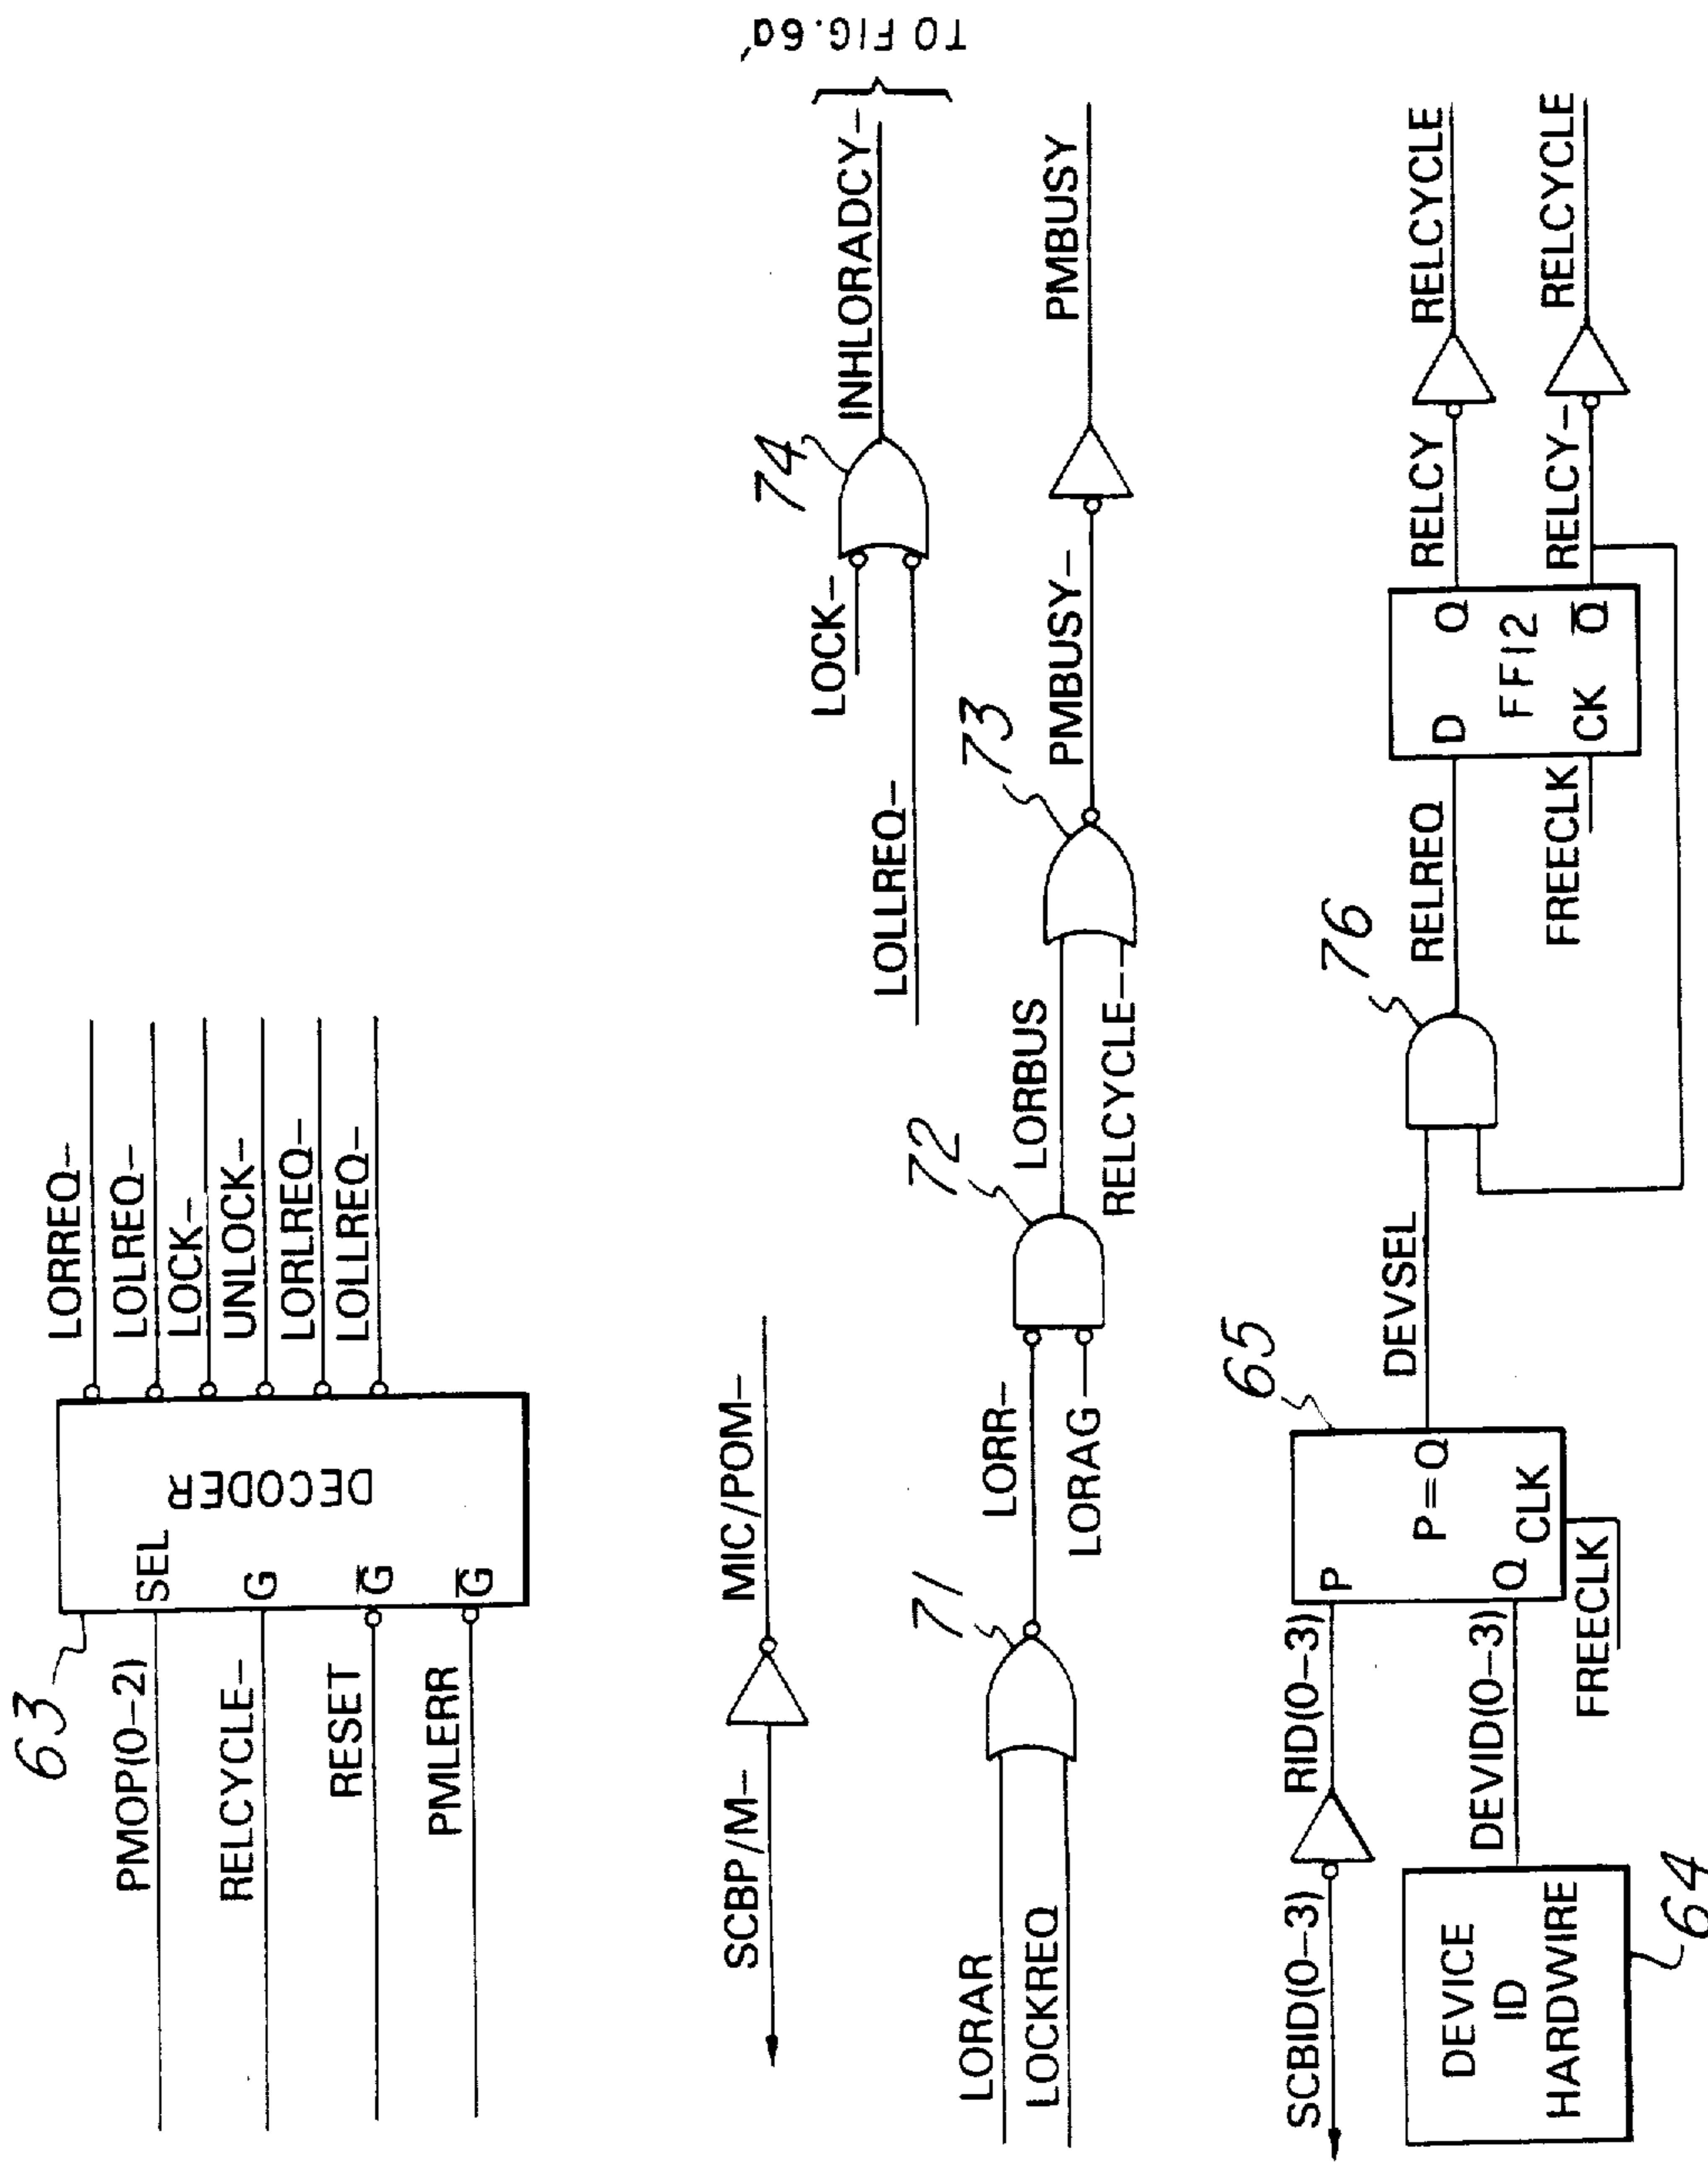 63
PMOP(0-2)
RELCYCLE-
RESET
PMLERR
SEL
G
G̅
G̅
DECODER
LORREQ-
LOLREQ-
LOCK-
UNLOCK-
LORLREQ-
LOLLREQ-
SCBP/M-
MIC/POM-
LOCK-
LOLLREQ-
74
INHLORADCY-
TO FIG. 6a'
LORAR
LOCKREQ
71
LORR-
LORAG
72
LORBUS
RELCYCLE--
73
PMBUSY-
PMBUSY
SCBID(0-3)
RID(0-3)
DEVICE
ID
HARDWIRE
64
DEVID(0-3)
65
P
P=Q
Q
CLK
FREECLK
DEVSEL
76
RELREQ
FREECLK
D
Q
FF12
CK
Q̅
RELCY
RELCY-
RELCYCLE
RELCYCLE